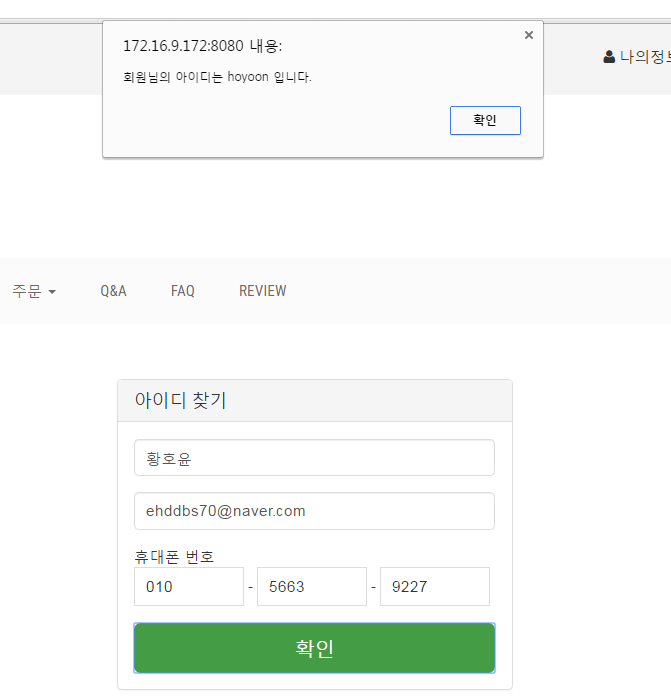 172.16.9.172:8080 내용:
회원님의 아이디는 hoyoon 입니다.
확인
나의정보
주문
Q&A
FAQ
REVIEW
아이디 찾기
황호윤
ehddbs70@naver.com
휴대폰 번호
010 - 5663 - 9227
확인